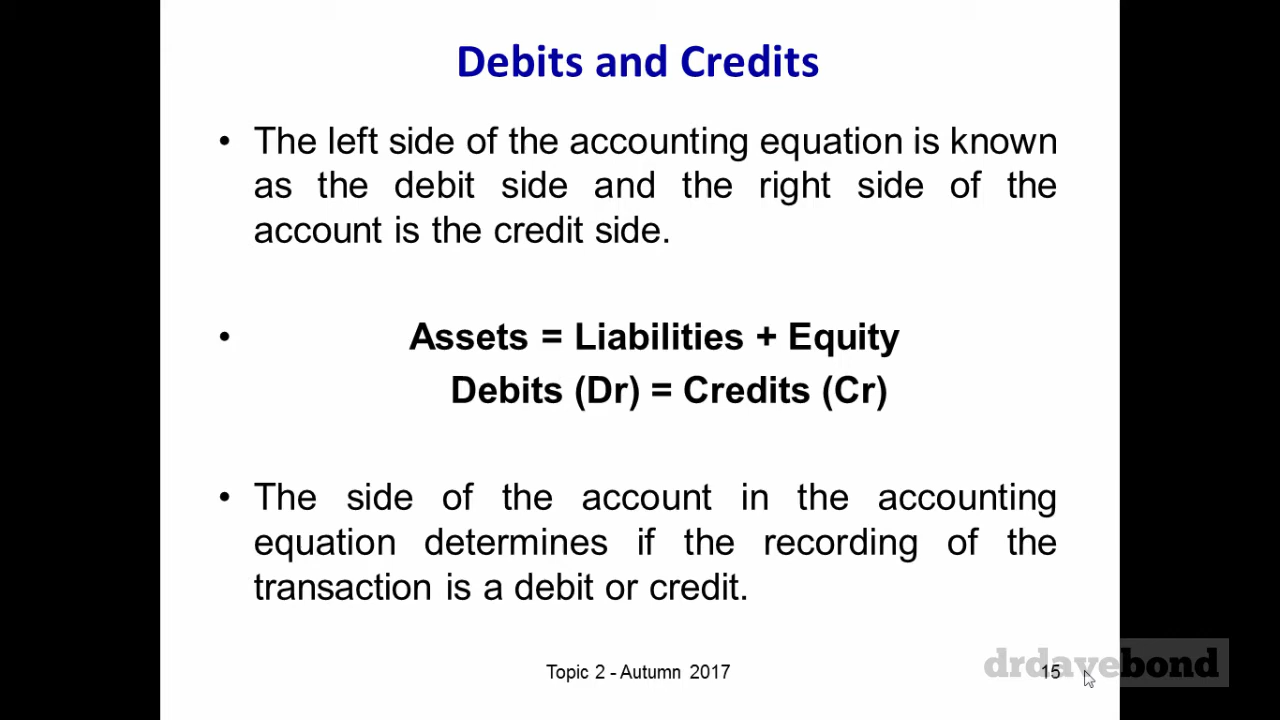 Debits and Credits
• The left side of the accounting equation is known
as the debit side and the right side of the
account is the credit side.
• Assets = Liabilities + Equity
Debits (Dr) = Credits (Cr)
• The side of the account in the accounting
equation determines if the recording of the
transaction is a debit or credit.
Topic 2 - Autumn 2017
15
drdavebond